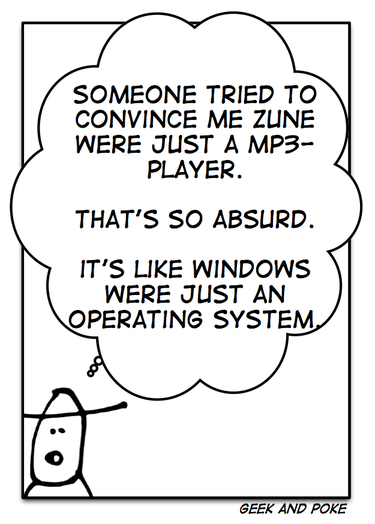 SOMEONE TRIED TO
CONVINCE ME ZUNE
WERE JUST A MP3-
PLAYER.
THAT'S SO ABSURD.
IT'S LIKE WINDOWS
WERE JUST AN
OPERATING SYSTEM.
GEEK AND POKE